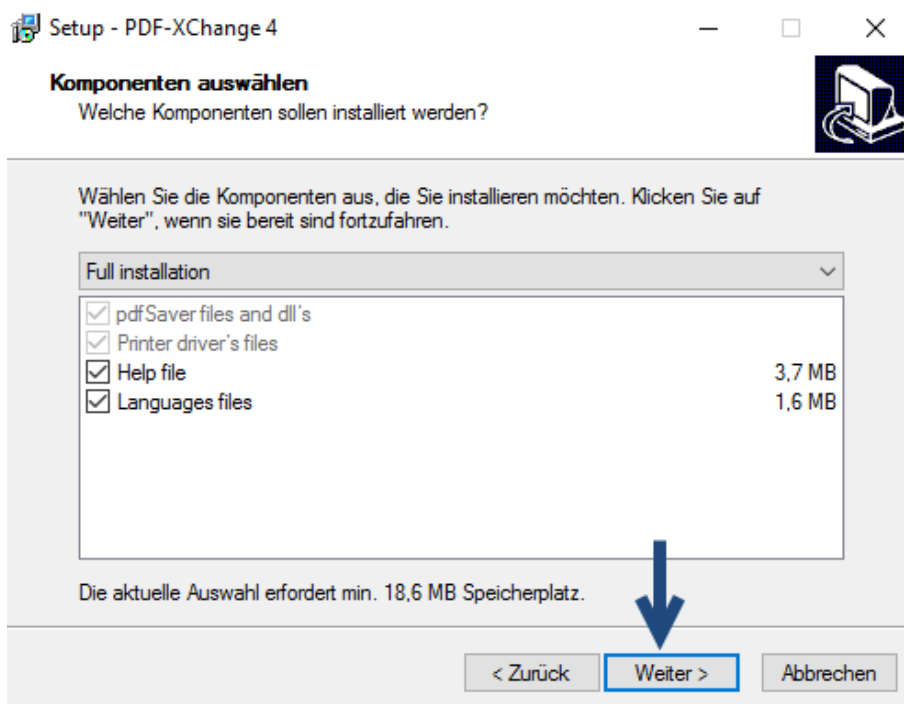 Setup - PDF-XChange 4
Komponenten auswählen
Welche Komponenten sollen installiert werden?
Wählen Sie die Komponenten aus, die Sie installieren möchten. Klicken Sie auf
"Weiter", wenn sie bereit sind fortzufahren.
Full installation
pdfSaver files and dll's
Printer driver's files
Help file 3,7 MB
Languages files 1,6 MB
Die aktuelle Auswahl erfordert min. 18,6 MB Speicherplatz.
< Zurück Weiter > Abbrechen